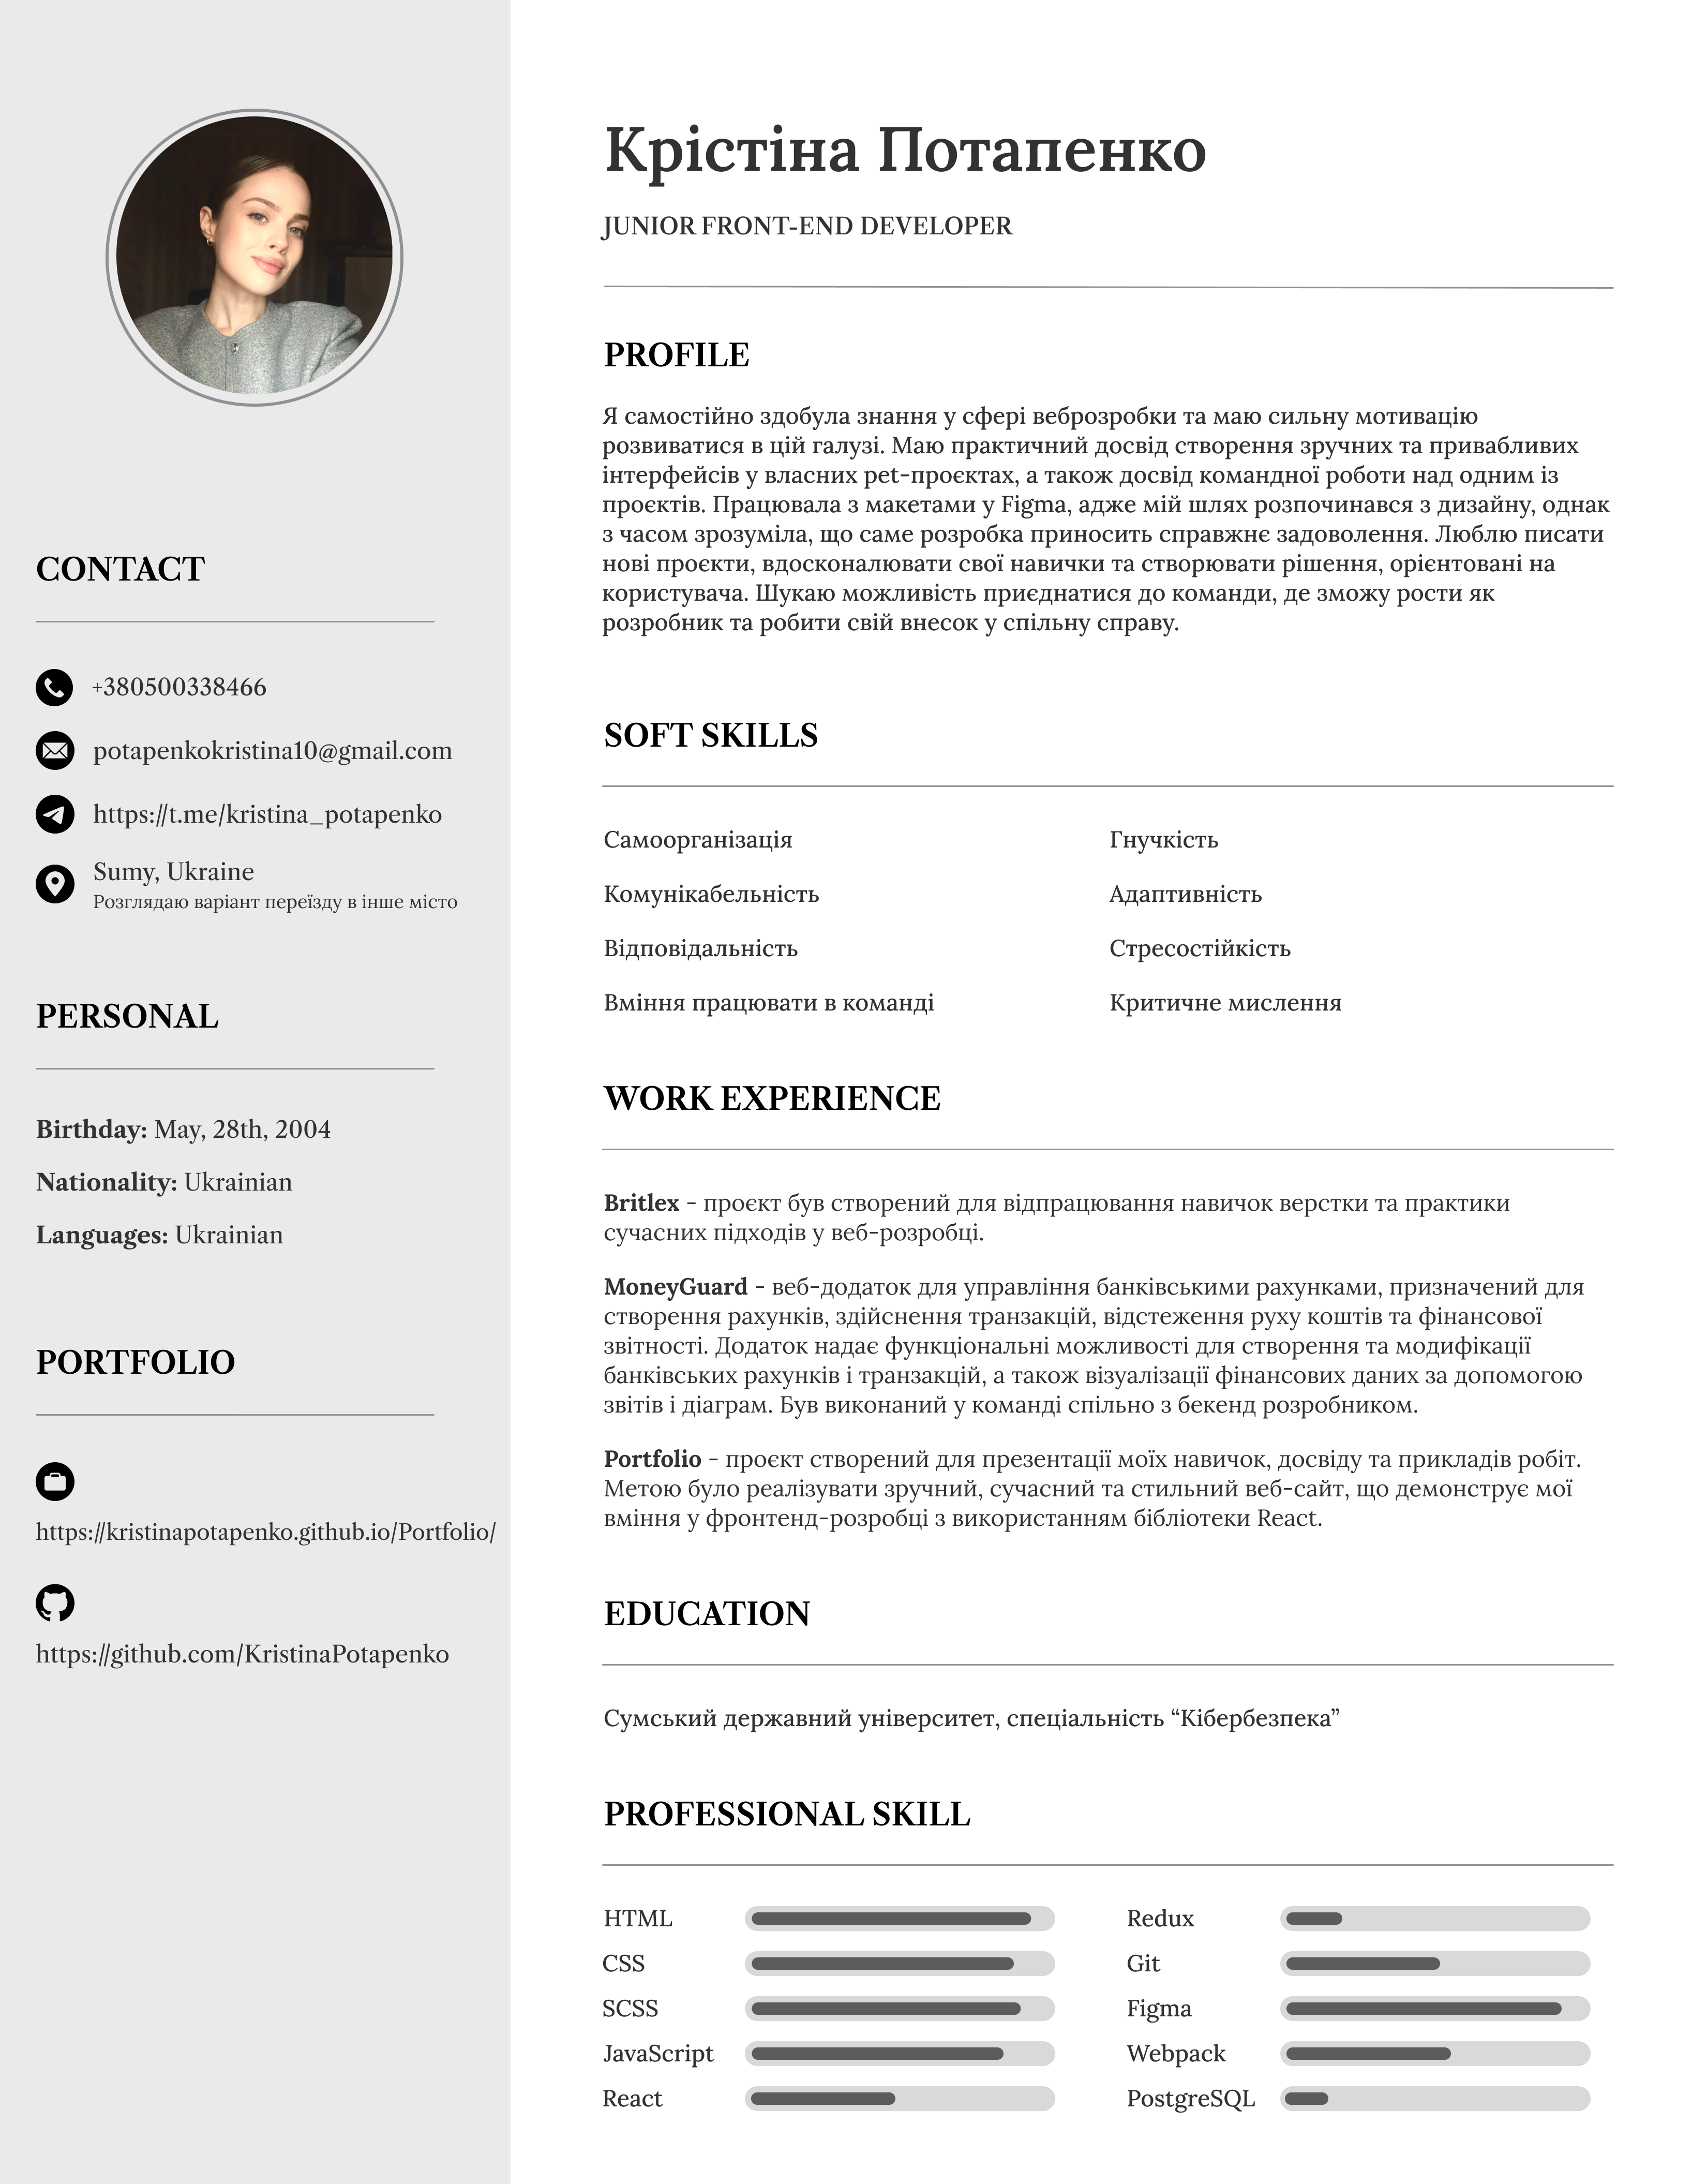 CONTACT
+380500338466
potapenkokristina10@gmail.com
https://t.me/kristina_potapenko
Sumy, Ukraine
Розглядаю варіант переїзду в інше місто
PERSONAL
Birthday: May, 28th, 2004
Nationality: Ukrainian
Languages: Ukrainian
PORTFOLIO
https://kristinapotapenko.github.io/Portfolio/
https://github.com/KristinaPotapenko
Крістіна Потапенко
JUNIOR FRONT-END DEVELOPER
PROFILE
Я самостійно здобула знання у сфері веброзробки та маю сильну мотивацію
розвиватися в цій галузі. Маю практичний досвід створення зручних та привабливих
інтерфейсів у власних pet-проєктах, а також досвід командної роботи над одним із
проєктів. Працювала з макетами у Figma, адже мій шлях розпочинався з дизайну, однак
з часом зрозуміла, що саме розробка приносить справжнє задоволення. Люблю писати
нові проєкти, вдосконалювати свої навички та створювати рішення, орієнтовані на
користувача. Шукаю можливість приєднатися до команди, де зможу рости як
розробник та робити свій внесок у спільну справу.
SOFT SKILLS
Самоорганізація
Комунікабельність
Відповідальність
Вміння працювати в команді
Гнучкість
Адаптивність
Стресостійкість
Критичне мислення
WORK EXPERIENCE
Britlex - проєкт був створений для відпрацювання навичок верстки та практики
сучасних підходів у веб-розробці.
MoneyGuard - веб-додаток для управління банківськими рахунками, призначений для
створення рахунків, здійснення транзакцій, відстеження руху коштів та фінансової
звітності. Додаток надає функціональні можливості для створення та модифікації
банківських рахунків і транзакцій, а також візуалізації фінансових даних за допомогою
звітів і діаграм. Був виконаний у команді спільно з бекенд розробником.
Portfolio - проєкт створений для презентації моїх навичок, досвіду та прикладів робіт.
Метою було реалізувати зручний, сучасний та стильний веб-сайт, що демонструє мої
вміння у фронтенд-розробці з використанням бібліотеки React.
EDUCATION
Сумський державний університет, спеціальність “Кібербезпека”
PROFESSIONAL SKILL
HTML
CSS
SCSS
JavaScript
React
Redux
Git
Figma
Webpack
PostgreSQL